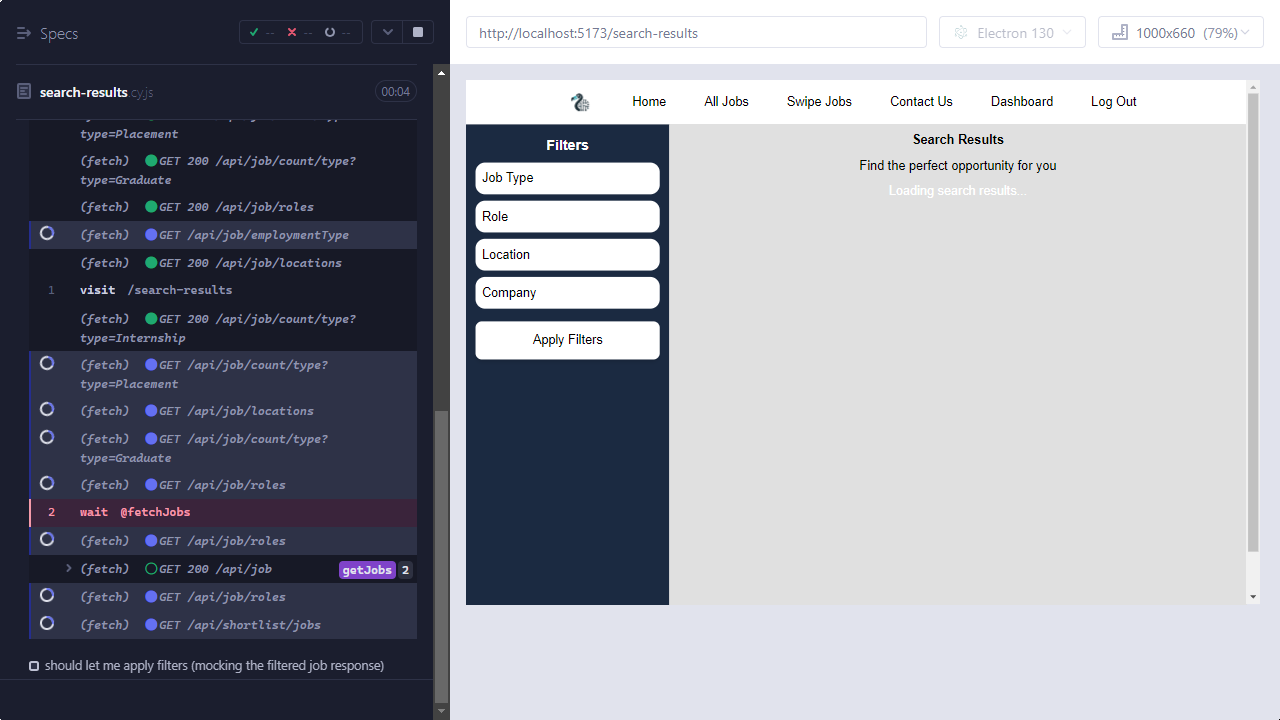 Specs
-- -- --
search-results.cy.js
00:04
type=Placement
(fetch) GET 200 /api/job/count/type?
type=Graduate
(fetch) GET 200 /api/job/roles
(fetch) GET /api/job/employmentType
(fetch) GET 200 /api/job/locations
1 visit /search-results
(fetch) GET 200 /api/job/count/type?
type=Internship
(fetch) GET /api/job/count/type?
type=Placement
(fetch) GET /api/job/locations
(fetch) GET /api/job/count/type?
type=Graduate
(fetch) GET /api/job/roles
2 wait @fetchJobs
(fetch) GET /api/job/roles
(fetch) GET 200 /api/job getJobs 2
(fetch) GET /api/job/roles
(fetch) GET /api/shortlist/jobs
should let me apply filters (mocking the filtered job response)
http://localhost:5173/search-results
Electron 130
1000x660 (79%)
Home All Jobs Swipe Jobs Contact Us Dashboard Log Out
Filters
Job Type
Role
Location
Company
Apply Filters
Search Results
Find the perfect opportunity for you
Loading search results...